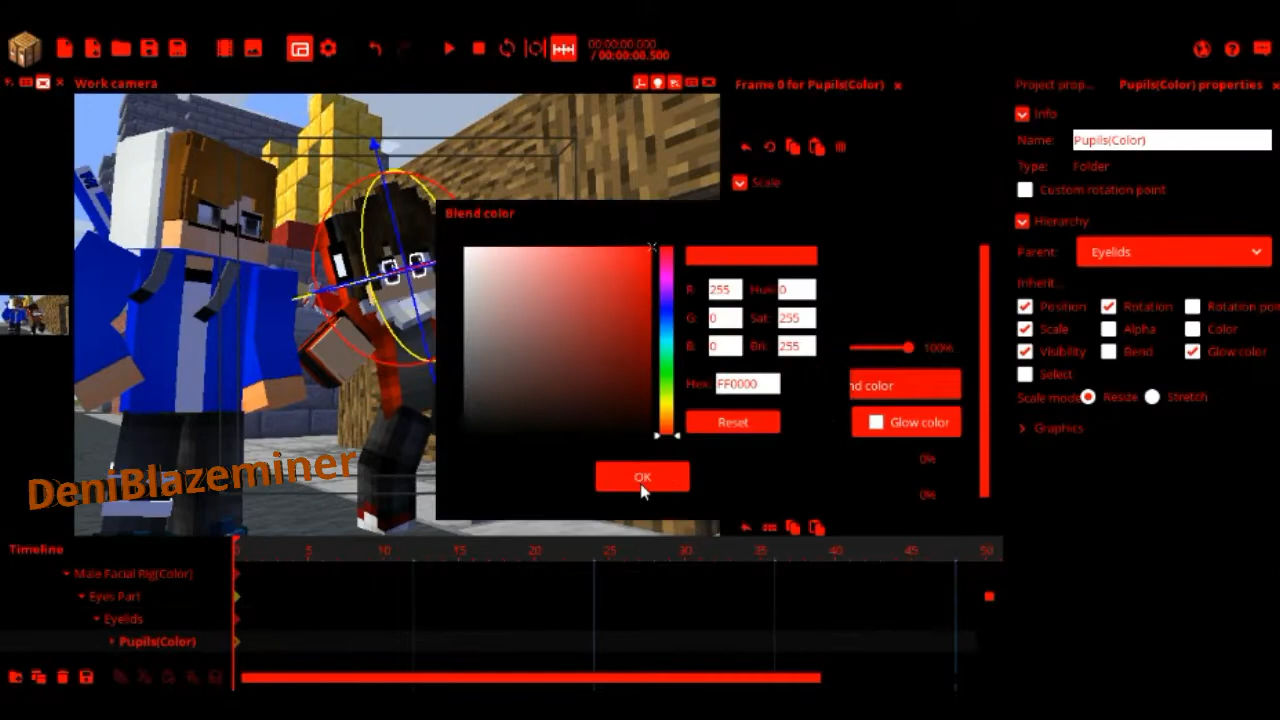 00:00:00.000
/ 00:00:00.500
Work camera
Frame 0 for Pupils(Color)
Project prop...
Pupils(Color) properties
Info
Name: Pupils(Color)
Type: Folder
Custom rotation point
Hierarchy
Parent: Eyelids
Inherit
Position Rotation Rotation poi
Scale Alpha Color
Visibility Bend Glow color
Select
Scale mode Resize Stretch
Graphics
Scale
Blend color
R: 255 Hue: 0
G: 0 Sat: 255
B: 0 Bri: 255
Hex: FF0000
Reset
OK
100%
nd color
Glow color
0%
0%
DeniBlazeminer
Timeline
0 5 10 15 20 25 30 35 40 45 50
Male Facial Rig(Color)
Eyes Part
Eyelids
Pupils(Color)